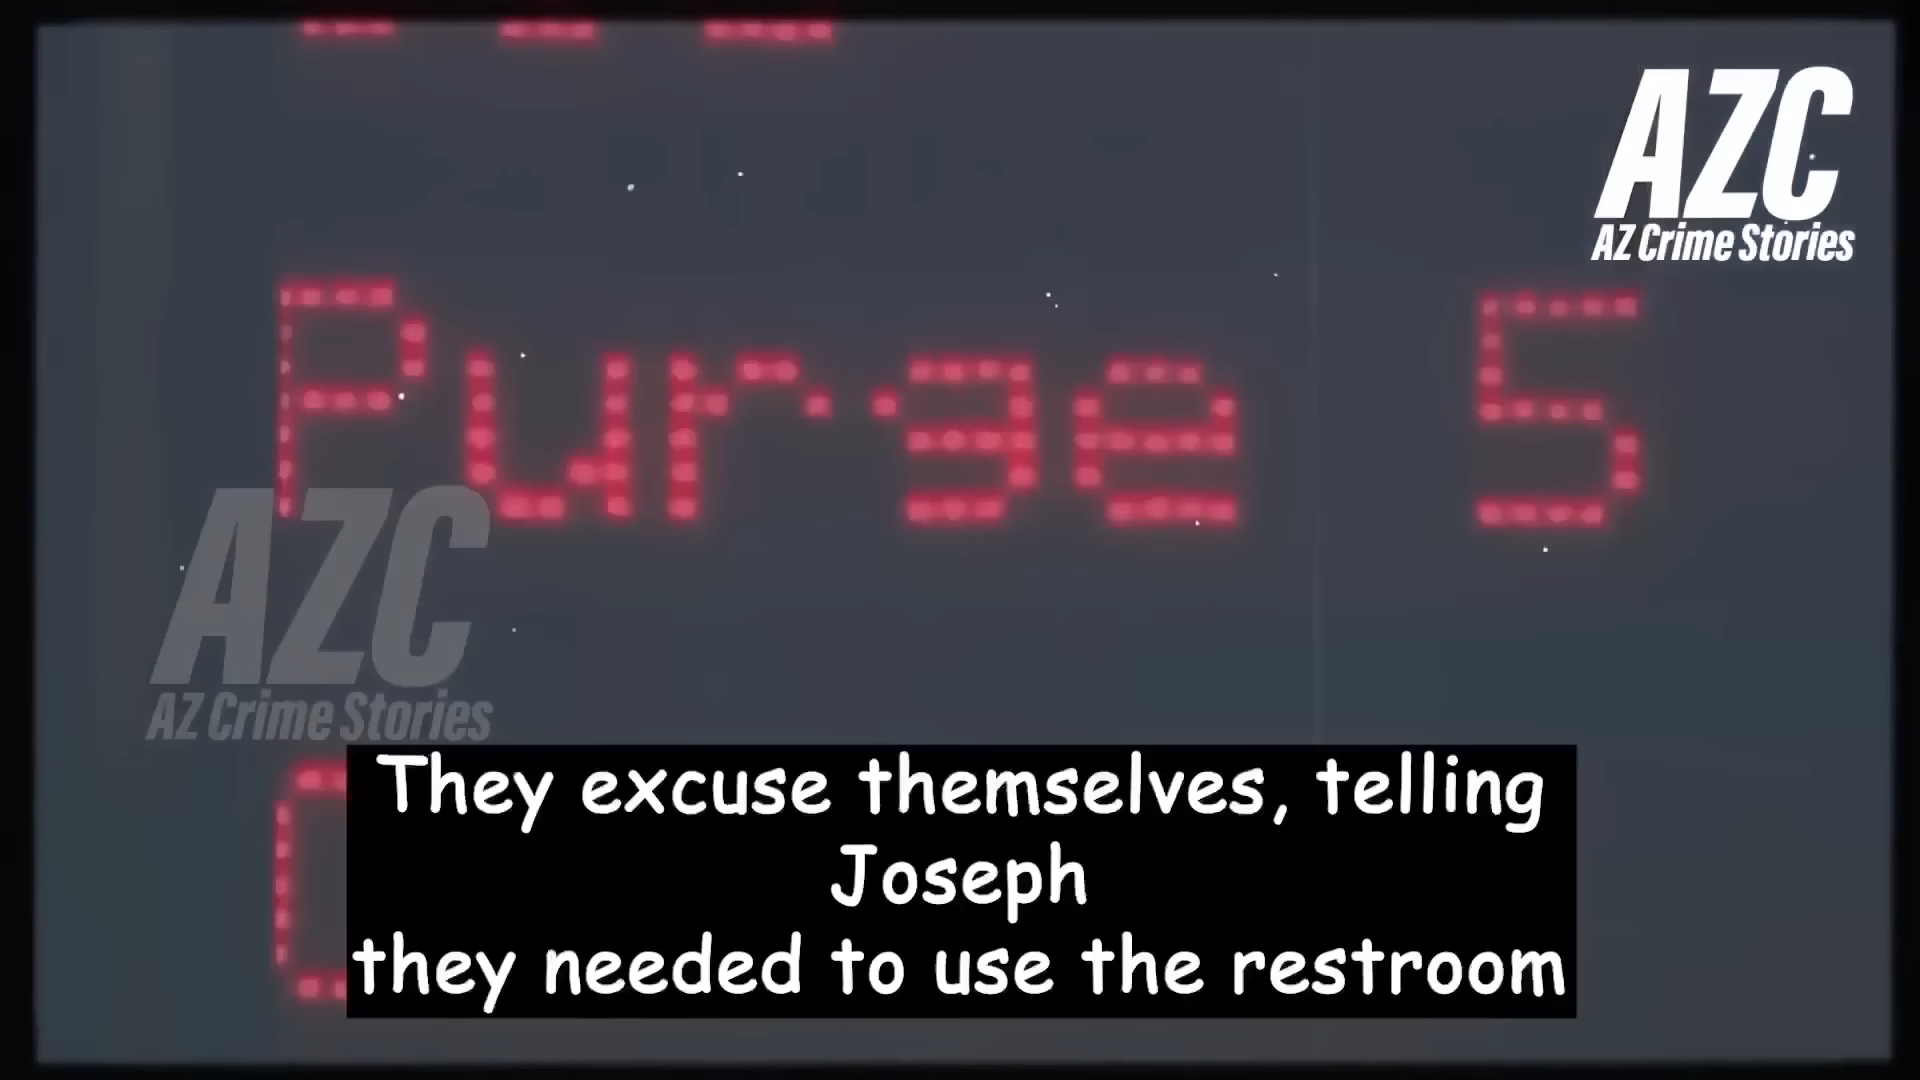 AZC
AZ Crime Stories
Purge 5
AZC
AZ Crime Stories
They excuse themselves, telling
Joseph
they needed to use the restroom